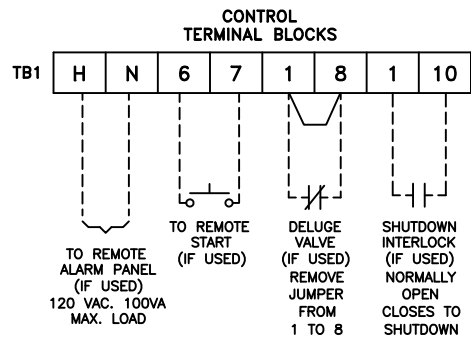 CONTROL
TERMINAL BLOCKS
TB1 H N 6 7 1 8 1 10
TO REMOTE
ALARM PANEL
(IF USED)
120 VAC. 100VA
MAX. LOAD
TO REMOTE
START
(IF USED)
DELUGE
VALVE
(IF USED)
REMOVE
JUMPER
FROM
1 TO 8
SHUTDOWN
INTERLOCK
(IF USED)
NORMALLY
OPEN
CLOSES TO
SHUTDOWN